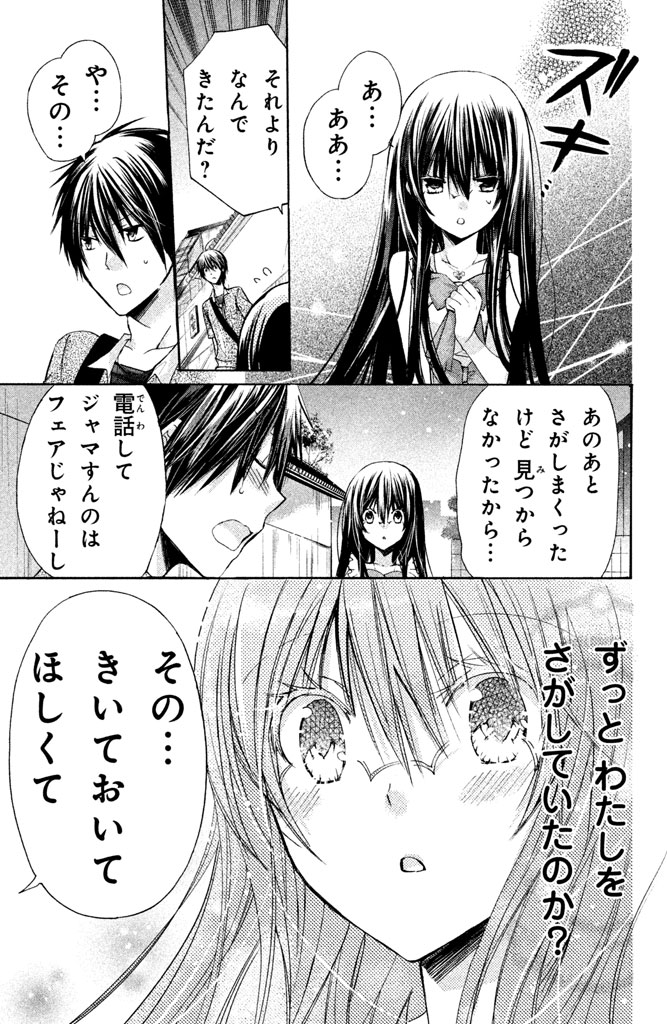 ズキ
あ…
ああ…
それより
なんで
きたんだ?
や…
その…
あのあと
さがしまくった
けど見つから
なかったから…
み
電話して
ジャマすんのは
フェアじゃねーし
でんわ
ずっとわたしを
さがしていたのか?
その…
きいておいて
ほしくて